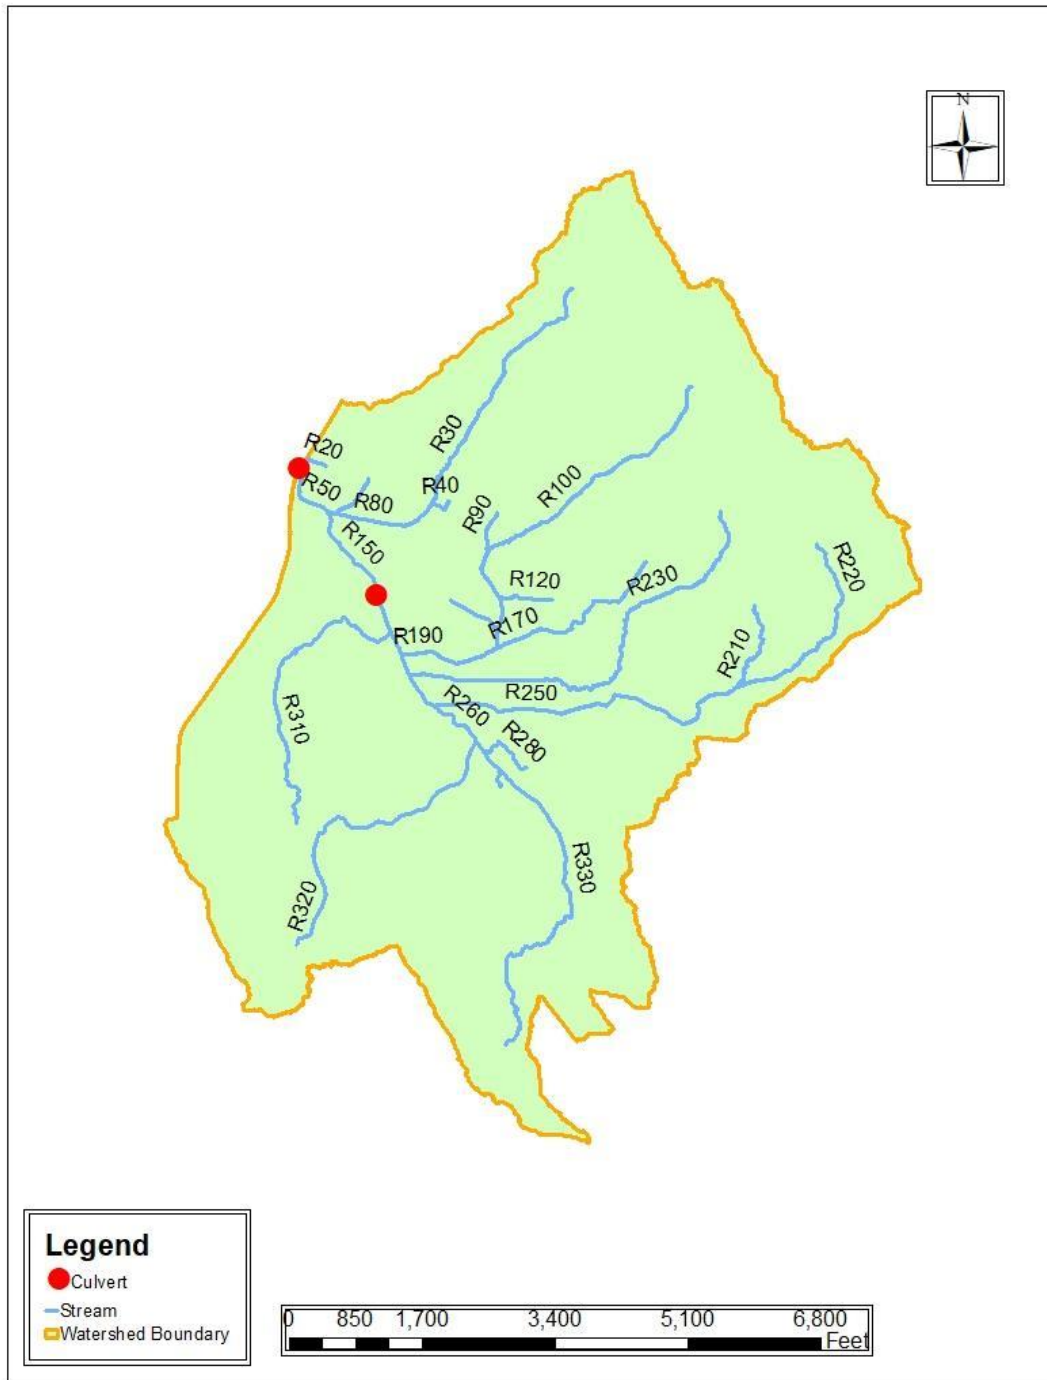 N
R20
R30
R50
R80
R40
R90
R100
R150
R120
R230
R220
R170
R190
R210
R250
R260
R280
R310
R330
R320
Legend
Culvert
Stream
Watershed Boundary
0 850 1,700 3,400 5,100 6,800
Feet